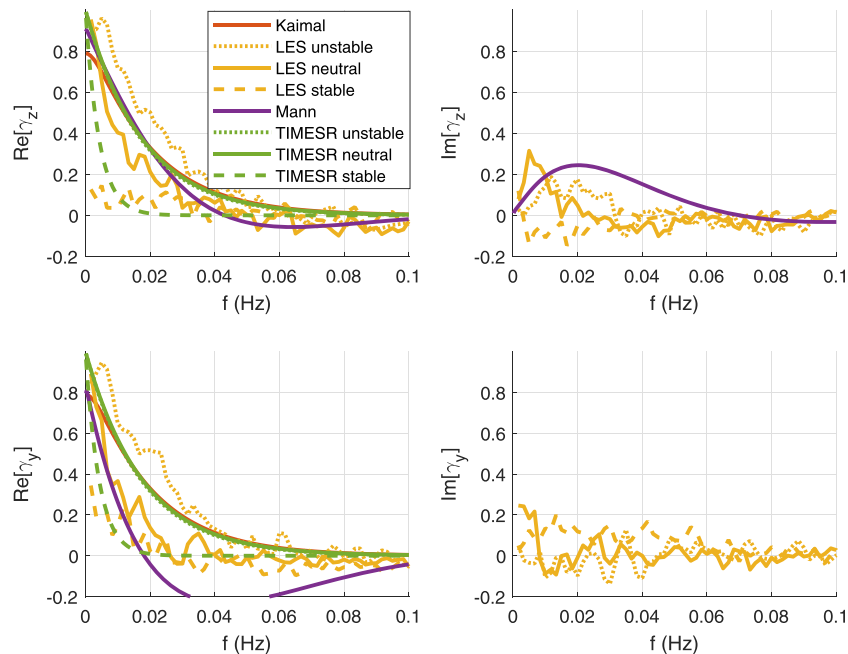 Kaimal
LES unstable
LES neutral
LES stable
Mann
TIMESR unstable
TIMESR neutral
TIMESR stable
Re[γz]
0.8
0.6
0.4
0.2
0
-0.2
0 0.02 0.04 0.06 0.08 0.1
f (Hz)
Im[γz]
0.8
0.6
0.4
0.2
0
-0.2
0 0.02 0.04 0.06 0.08 0.1
f (Hz)
Re[γy]
0.8
0.6
0.4
0.2
0
-0.2
0 0.02 0.04 0.06 0.08 0.1
f (Hz)
Im[γy]
0.8
0.6
0.4
0.2
0
-0.2
0 0.02 0.04 0.06 0.08 0.1
f (Hz)